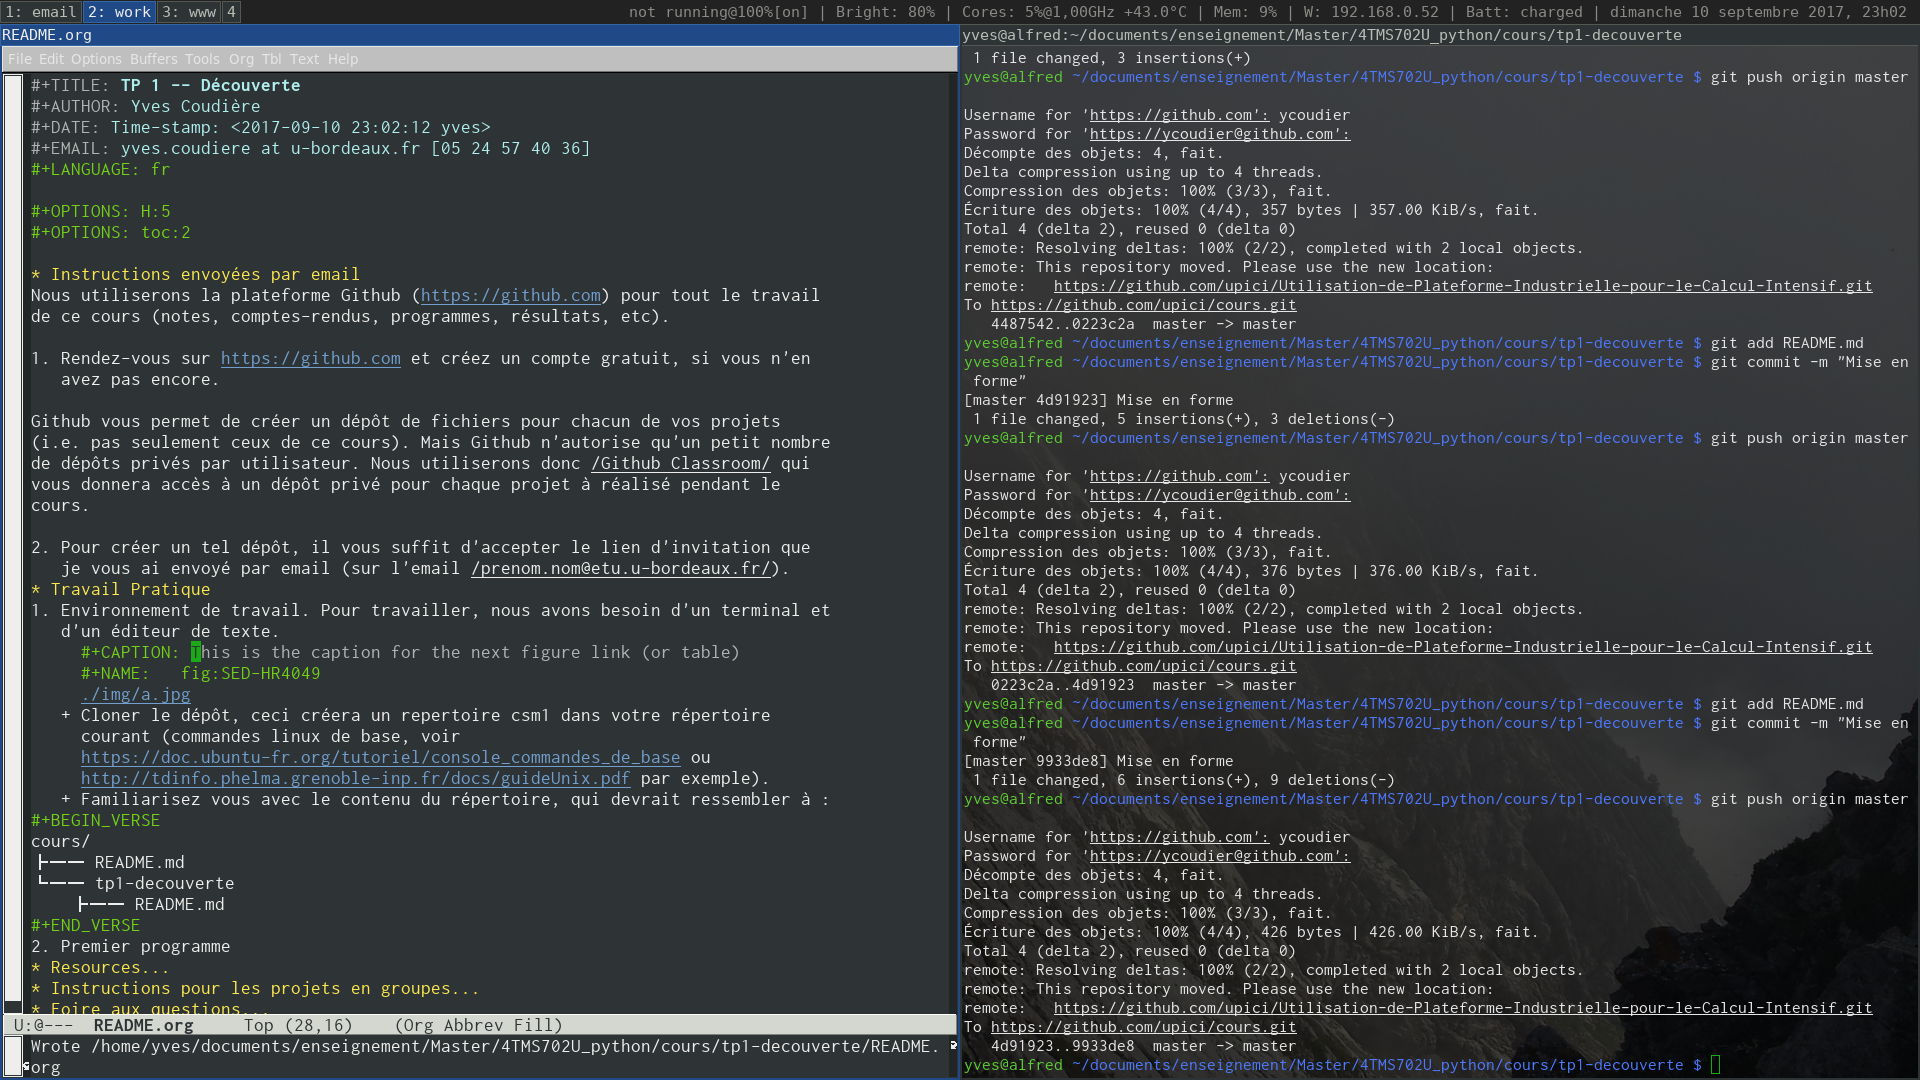 1: email 2: work 3: www 4 not running@100%[on] | Bright: 80% | Cores: 5%@1,00GHz +43.0°C | Mem: 9% | W: 192.168.0.52 | Batt: charged | dimanche 10 septembre 2017, 23h02
README.org
File Edit Options Buffers Tools Org Tbl Text Help
#+TITLE: TP 1 -- Découverte
#+AUTHOR: Yves Coudière
#+DATE: Time-stamp: <2017-09-10 23:02:12 yves>
#+EMAIL: yves.coudiere at u-bordeaux.fr [05 24 57 40 36]
#+LANGUAGE: fr
#+OPTIONS: H:5
#+OPTIONS: toc:2
* Instructions envoyées par email
Nous utiliserons la plateforme Github (https://github.com) pour tout le travail
de ce cours (notes, comptes-rendus, programmes, résultats, etc).
1. Rendez-vous sur https://github.com et créez un compte gratuit, si vous n'en
avez pas encore.
Github vous permet de créer un dépôt de fichiers pour chacun de vos projets
(i.e. pas seulement ceux de ce cours). Mais Github n'autorise qu'un petit nombre
de dépôts privés par utilisateur. Nous utiliserons donc /Github Classroom/ qui
vous donnera accès à un dépôt privé pour chaque projet à réalisé pendant le
cours.
2. Pour créer un tel dépôt, il vous suffit d'accepter le lien d'invitation que
je vous ai envoyé par email (sur l'email /prenom.nom@etu.u-bordeaux.fr/).
* Travail Pratique
1. Environnement de travail. Pour travailler, nous avons besoin d'un terminal et
d'un éditeur de texte.
#+CAPTION: This is the caption for the next figure link (or table)
#+NAME:   fig:SED-HR4049
./img/a.jpg
+ Cloner le dépôt, ceci créera un repertoire csm1 dans votre répertoire
courant (commandes linux de base, voir
https://doc.ubuntu-fr.org/tutoriel/console_commandes_de_base ou
http://tdinfo.phelma.grenoble-inp.fr/docs/guideUnix.pdf par exemple).
+ Familiarisez vous avec le contenu du répertoire, qui devrait ressembler à :
#+BEGIN_VERSE
cours/
├── README.md
└── tp1-decouverte
├── README.md
#+END_VERSE
2. Premier programme
* Resources...
* Instructions pour les projets en groupes...
* Foire aux questions...
U:@---  README.org     Top (28,16)    (Org Abbrev Fill)
Wrote /home/yves/documents/enseignement/Master/4TMS702U_python/cours/tp1-decouverte/README.
org
yves@alfred:~/documents/enseignement/Master/4TMS702U_python/cours/tp1-decouverte
1 file changed, 3 insertions(+)
yves@alfred ~/documents/enseignement/Master/4TMS702U_python/cours/tp1-decouverte $ git push origin master
Username for 'https://github.com': ycoudier
Password for 'https://ycoudier@github.com':
Décompte des objets: 4, fait.
Delta compression using up to 4 threads.
Compression des objets: 100% (3/3), fait.
Écriture des objets: 100% (4/4), 357 bytes | 357.00 KiB/s, fait.
Total 4 (delta 2), reused 0 (delta 0)
remote: Resolving deltas: 100% (2/2), completed with 2 local objects.
remote: This repository moved. Please use the new location:
remote:   https://github.com/upici/Utilisation-de-Plateforme-Industrielle-pour-le-Calcul-Intensif.git
To https://github.com/upici/cours.git
4487542..0223c2a  master -> master
yves@alfred ~/documents/enseignement/Master/4TMS702U_python/cours/tp1-decouverte $ git add README.md
yves@alfred ~/documents/enseignement/Master/4TMS702U_python/cours/tp1-decouverte $ git commit -m "Mise en
forme"
[master 4d91923] Mise en forme
1 file changed, 5 insertions(+), 3 deletions(-)
yves@alfred ~/documents/enseignement/Master/4TMS702U_python/cours/tp1-decouverte $ git push origin master
Username for 'https://github.com': ycoudier
Password for 'https://ycoudier@github.com':
Décompte des objets: 4, fait.
Delta compression using up to 4 threads.
Compression des objets: 100% (3/3), fait.
Écriture des objets: 100% (4/4), 376 bytes | 376.00 KiB/s, fait.
Total 4 (delta 2), reused 0 (delta 0)
remote: Resolving deltas: 100% (2/2), completed with 2 local objects.
remote: This repository moved. Please use the new location:
remote:   https://github.com/upici/Utilisation-de-Plateforme-Industrielle-pour-le-Calcul-Intensif.git
To https://github.com/upici/cours.git
0223c2a..4d91923  master -> master
yves@alfred ~/documents/enseignement/Master/4TMS702U_python/cours/tp1-decouverte $ git add README.md
yves@alfred ~/documents/enseignement/Master/4TMS702U_python/cours/tp1-decouverte $ git commit -m "Mise en
forme"
[master 9933de8] Mise en forme
1 file changed, 6 insertions(+), 9 deletions(-)
yves@alfred ~/documents/enseignement/Master/4TMS702U_python/cours/tp1-decouverte $ git push origin master
Username for 'https://github.com': ycoudier
Password for 'https://ycoudier@github.com':
Décompte des objets: 4, fait.
Delta compression using up to 4 threads.
Compression des objets: 100% (3/3), fait.
Écriture des objets: 100% (4/4), 426 bytes | 426.00 KiB/s, fait.
Total 4 (delta 2), reused 0 (delta 0)
remote: Resolving deltas: 100% (2/2), completed with 2 local objects.
remote: This repository moved. Please use the new location:
remote:   https://github.com/upici/Utilisation-de-Plateforme-Industrielle-pour-le-Calcul-Intensif.git
To https://github.com/upici/cours.git
4d91923..9933de8  master -> master
yves@alfred ~/documents/enseignement/Master/4TMS702U_python/cours/tp1-decouverte $